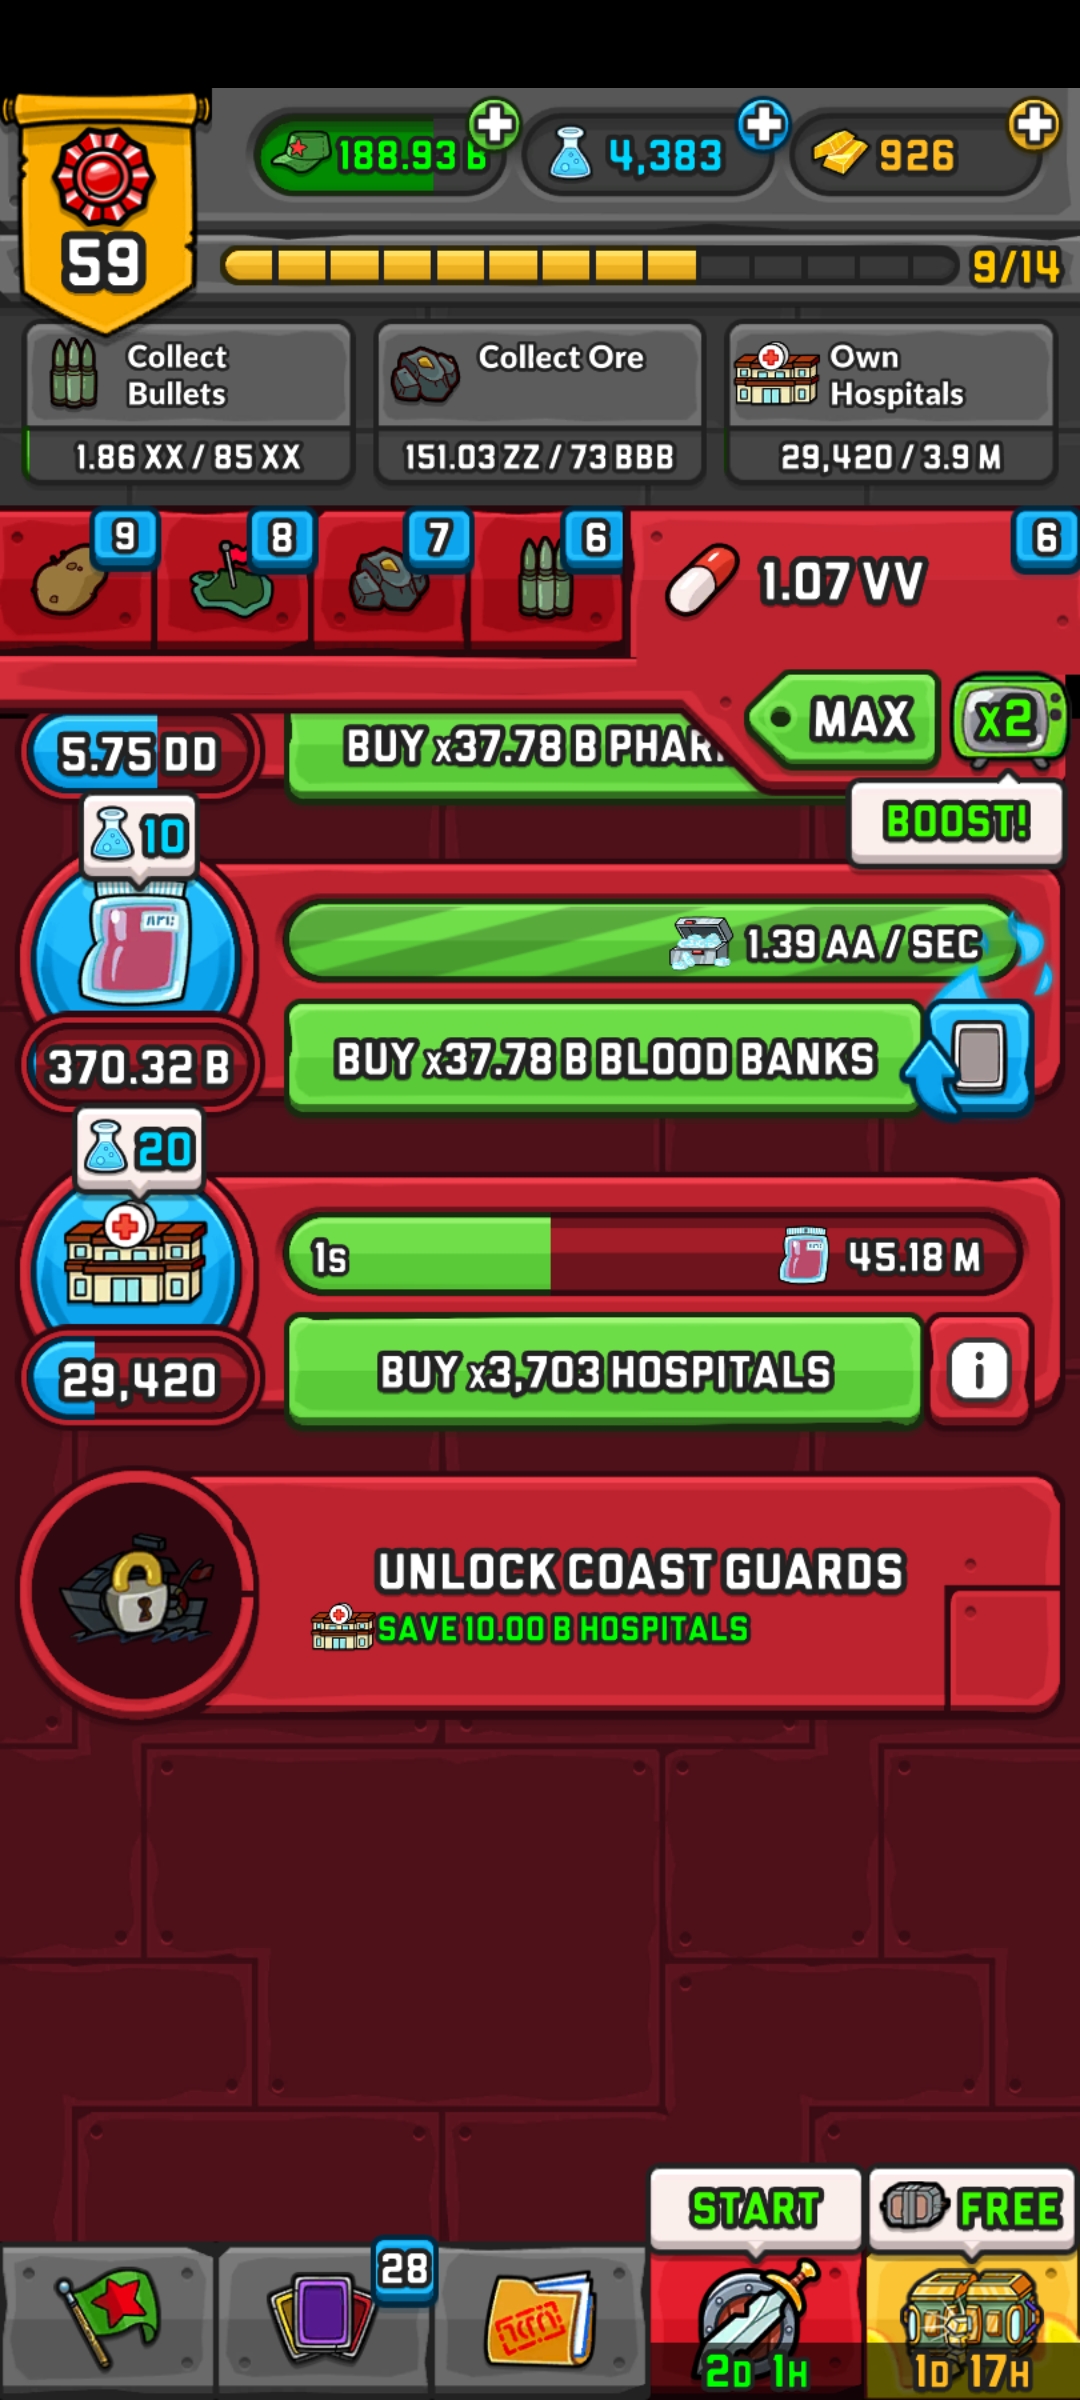 188.93 B
4,383
926
59
9/14
Collect
Bullets
1.86 XX / 85 XX
Collect Ore
151.03 ZZ / 73 BBB
Own
Hospitals
29,420 / 3.9 M
9
8
7
6
1.07 VV
6
MAX
x2
BOOST!
5.75 DD
BUY x37.78 B
10
1.39 AA / SEC
370.32 B
BUY x37.78 B BLOOD BANKS
20
1s
45.18 M
29,420
BUY x3,703 HOSPITALS
i
UNLOCK COAST GUARDS
SAVE 10.00 B HOSPITALS
START
FREE
28
2D 1H
1D 17H